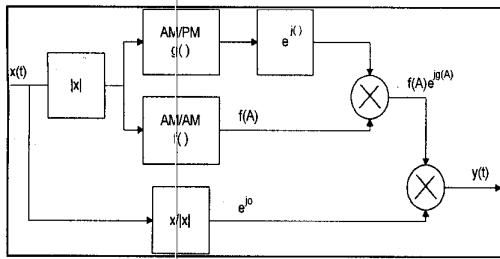 x(t)
|x|
AM/PM
g()
e^{j()}
AM/AM
f()
f(A)
f(A)e^{jg(A)}
x/|x|
e^{jo}
y(t)